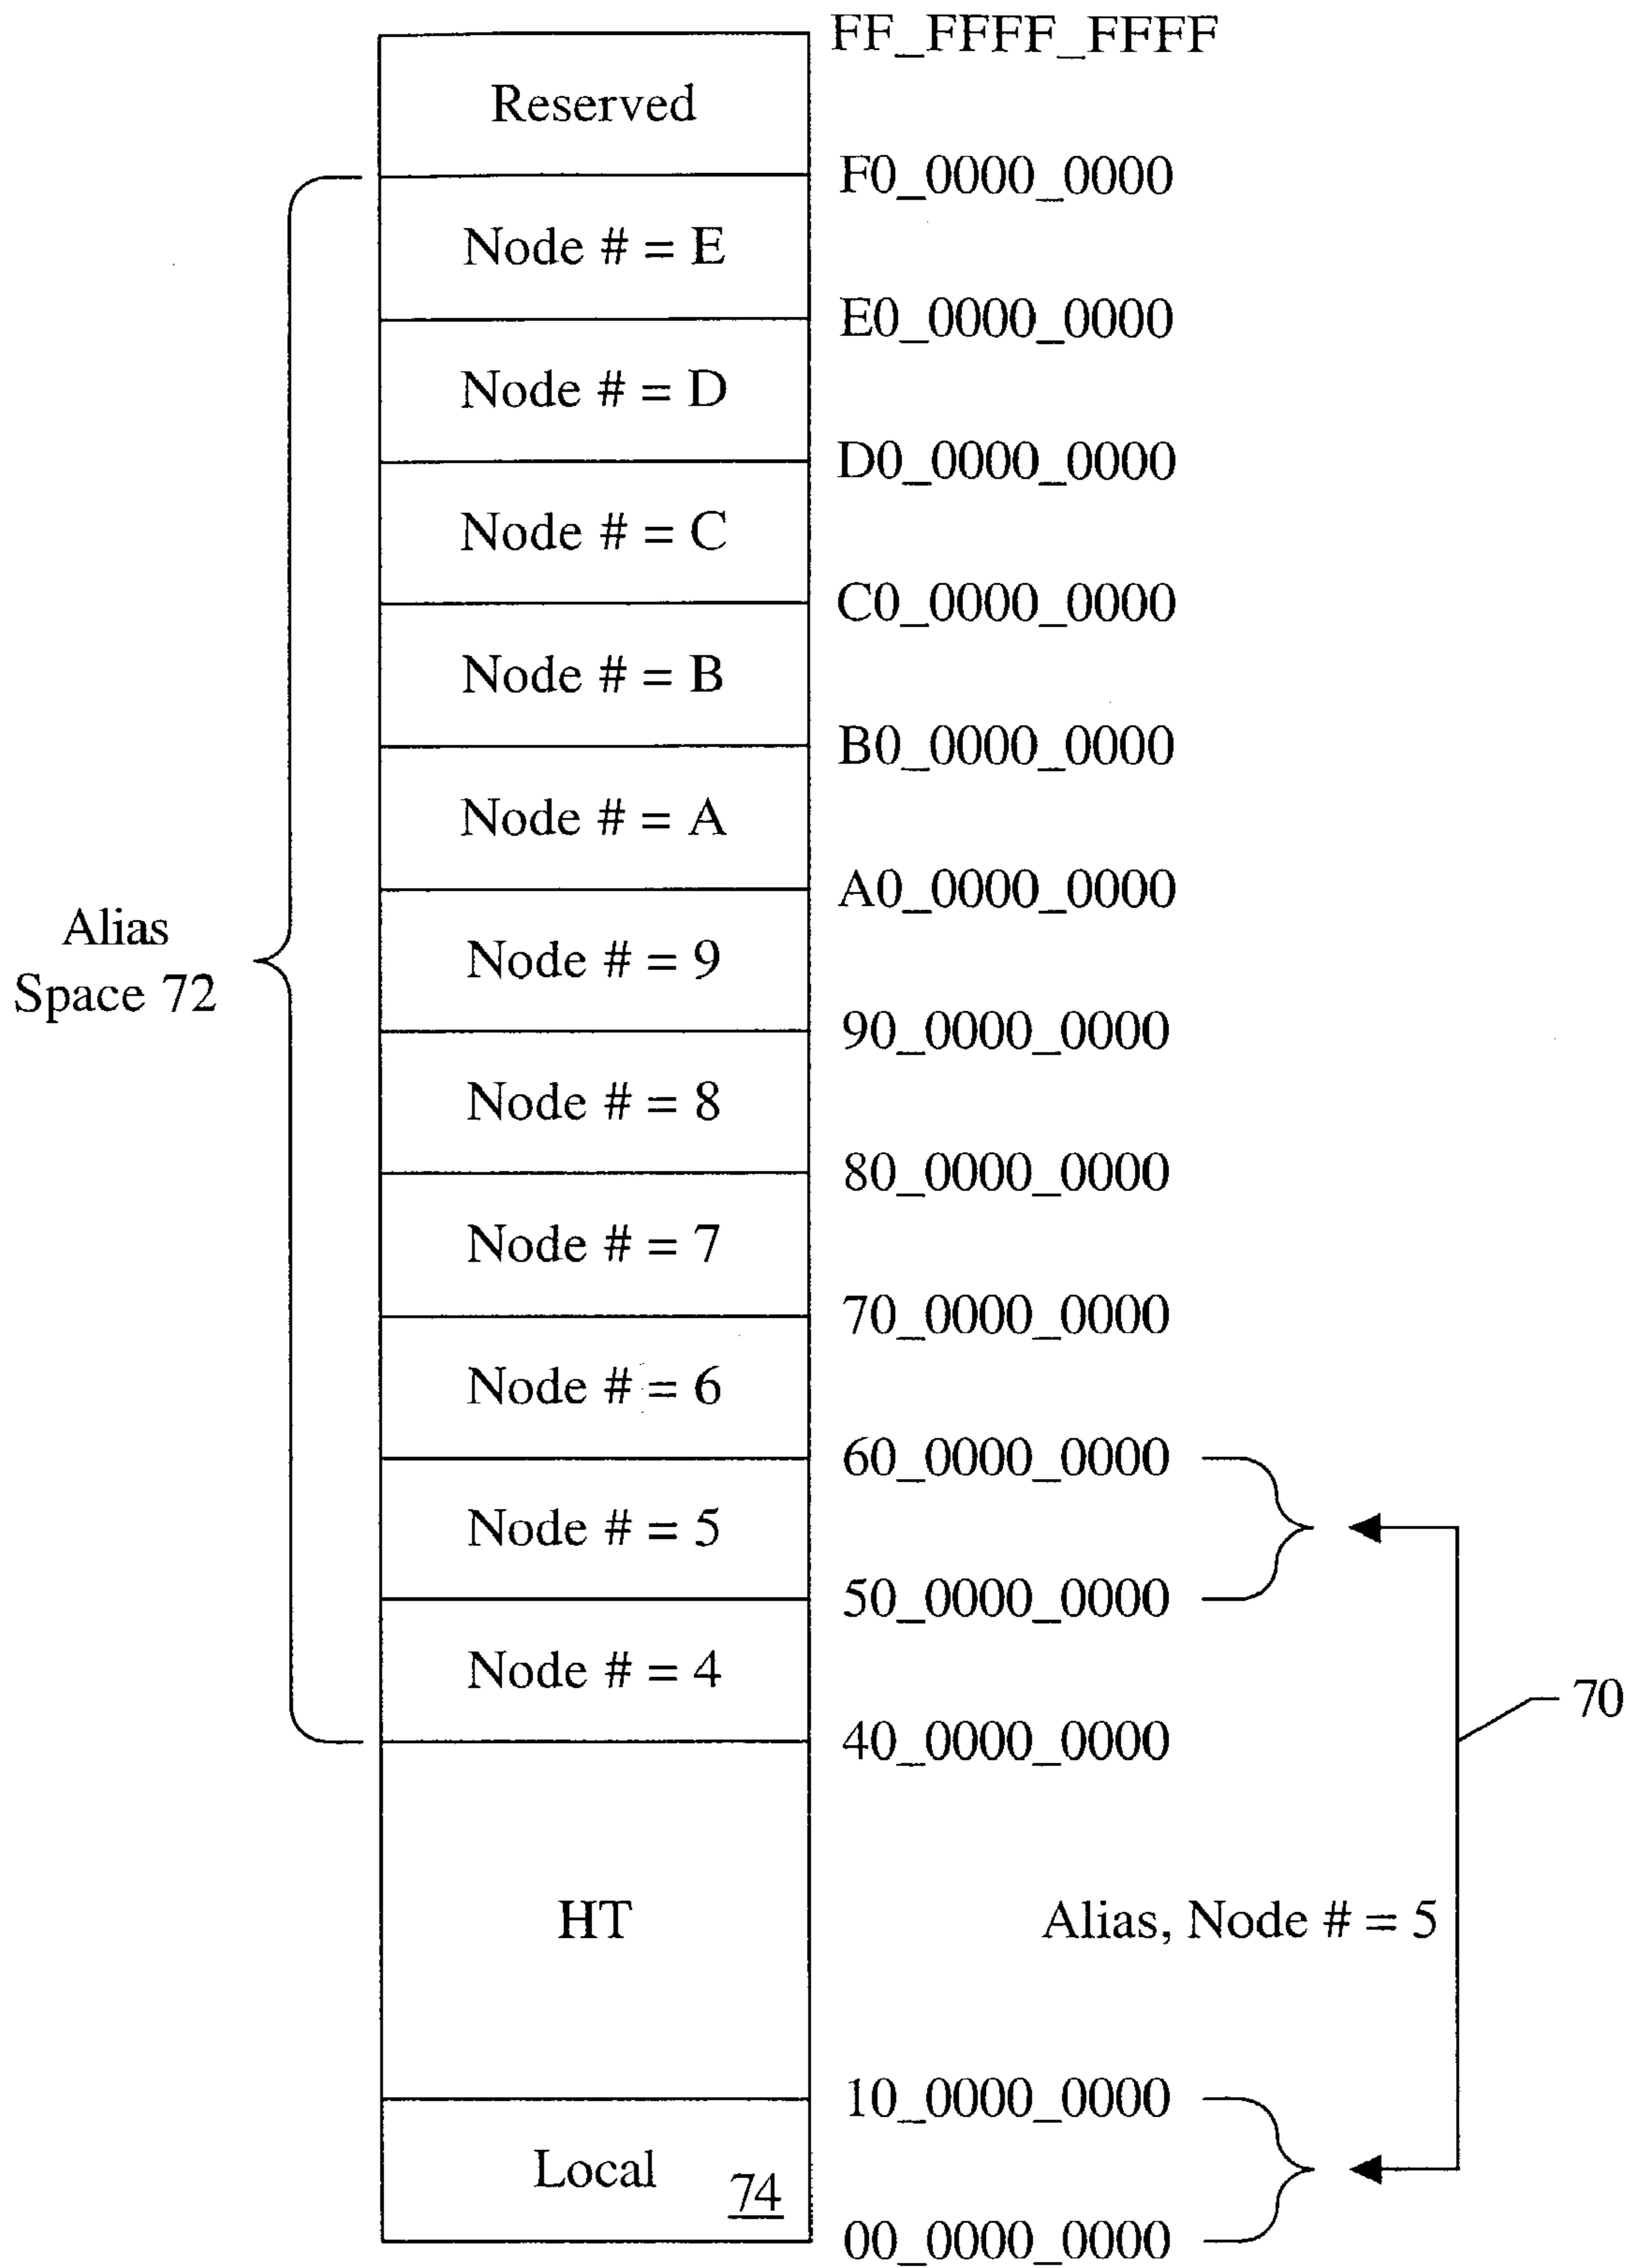 FF_FFFF_FFFF
Reserved
F0_0000_0000
Node # = E
E0_0000_0000
Node # = D
D0_0000_0000
Node # = C
C0_0000_0000
Node # = B
B0_0000_0000
Node # = A
A0_0000_0000
Alias
Space 72
Node # = 9
90_0000_0000
Node # = 8
80_0000_0000
Node # = 7
70_0000_0000
Node # = 6
60_0000_0000
Node # = 5
50_0000_0000
Node # = 4
70
40_0000_0000
HT
Alias, Node # = 5
10_0000_0000
Local 74
00_0000_0000